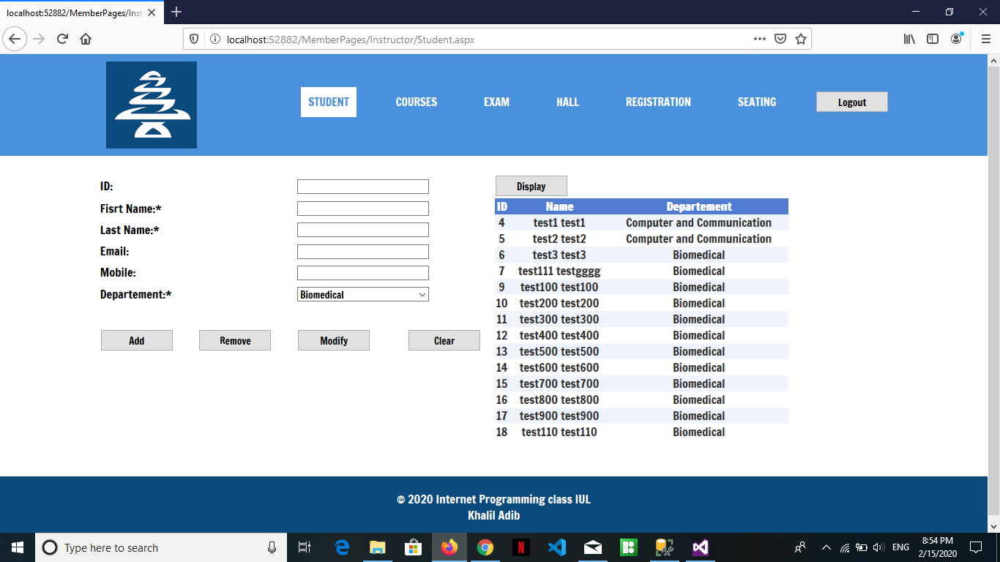 localhost:52882/MemberPages/Inst
localhost:52882/MemberPages/Instructor/Student.aspx
STUDENT COURSES EXAM HALL REGISTRATION SEATING Logout
ID:
Fisrt Name:*
Last Name:*
Email:
Mobile:
Departement:* Biomedical
Add Remove Modify Clear
Display
ID Name Departement
4 test1 test1 Computer and Communication
5 test2 test2 Computer and Communication
6 test3 test3 Biomedical
7 test111 testgggg Biomedical
9 test100 test100 Biomedical
10 test200 test200 Biomedical
11 test300 test300 Biomedical
12 test400 test400 Biomedical
13 test500 test500 Biomedical
14 test600 test600 Biomedical
15 test700 test700 Biomedical
16 test800 test800 Biomedical
17 test900 test900 Biomedical
18 test110 test110 Biomedical
© 2020 Internet Programming class IUL
Khalil Adib
Type here to search
ENG
8:54 PM
2/15/2020